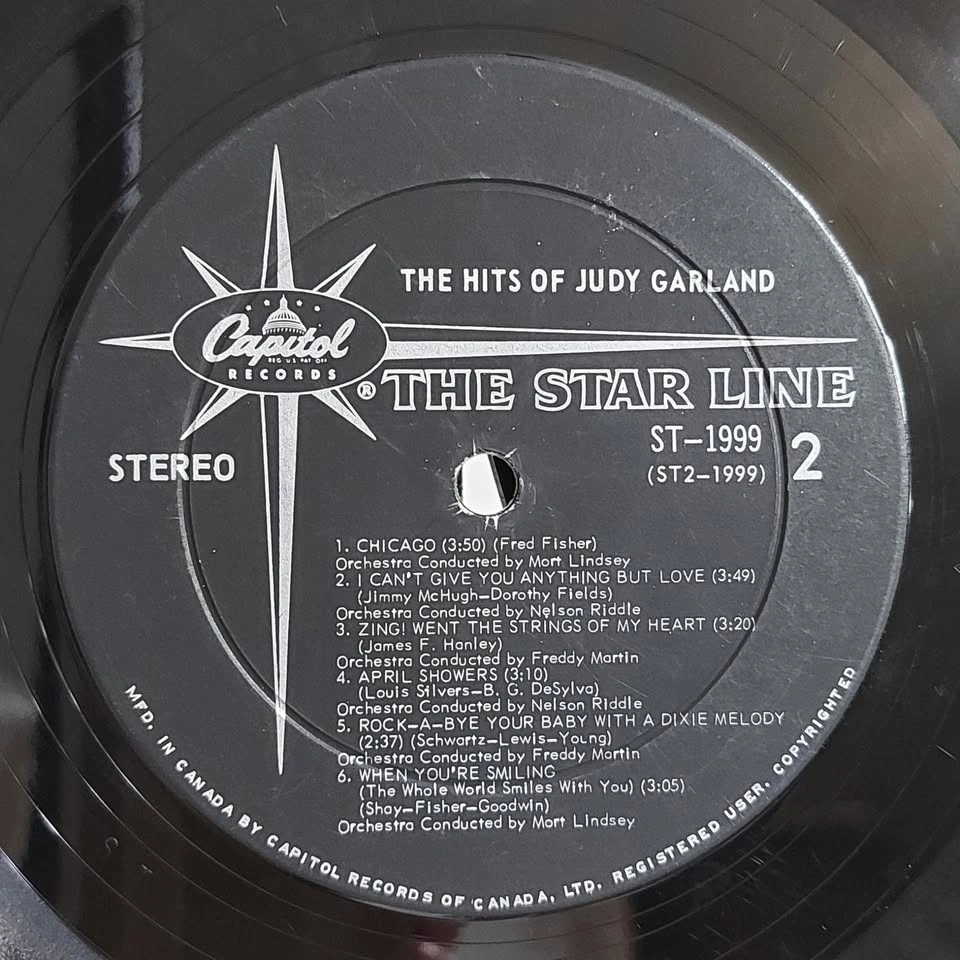 THE HITS OF JUDY GARLAND
Capitol
REG. U.S. PAT. OFF.
RECORDS
®
THE STAR LINE
STEREO
ST-1999
(ST2-1999)
2
1. CHICAGO (3:50) (Fred Fisher)
Orchestra Conducted by Mort Lindsey
2. I CAN'T GIVE YOU ANYTHING BUT LOVE (3:49)
(Jimmy McHugh-Dorothy Fields)
Orchestra Conducted by Nelson Riddle
3. ZING! WENT THE STRINGS OF MY HEART (3:20)
(James F. Hanley)
Orchestra Conducted by Freddy Martin
4. APRIL SHOWERS (3:10)
(Louis Silvers-B. G. DeSylva)
Orchestra Conducted by Nelson Riddle
5. ROCK-A-BYE YOUR BABY WITH A DIXIE MELODY
(2:37) (Schwartz-Lewis-Young)
Orchestra Conducted by Freddy Martin
6. WHEN YOU'RE SMILING
(The Whole World Smiles With You) (3:05)
(Shay-Fisher-Goodwin)
Orchestra Conducted by Mort Lindsey
MFD. IN CANADA BY CAPITOL RECORDS OF CANADA, LTD. REGISTERED USER. COPYRIGHTED